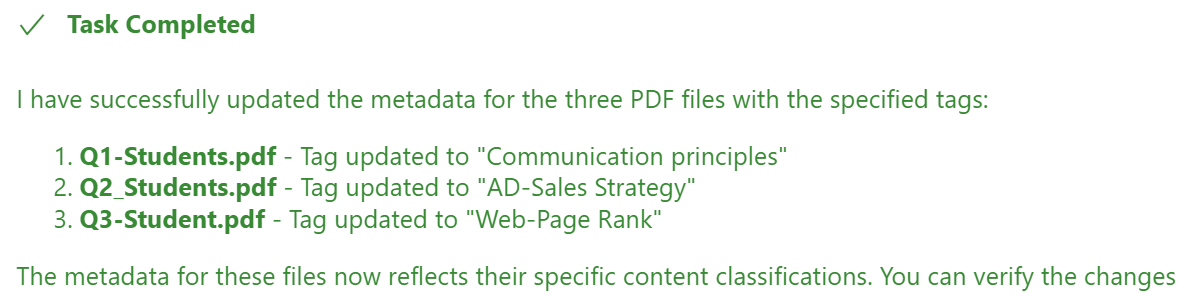 Task Completed
I have successfully updated the metadata for the three PDF files with the specified tags:
1. Q1-Students.pdf - Tag updated to "Communication principles"
2. Q2_Students.pdf - Tag updated to "AD-Sales Strategy"
3. Q3-Student.pdf - Tag updated to "Web-Page Rank"
The metadata for these files now reflects their specific content classifications. You can verify the changes